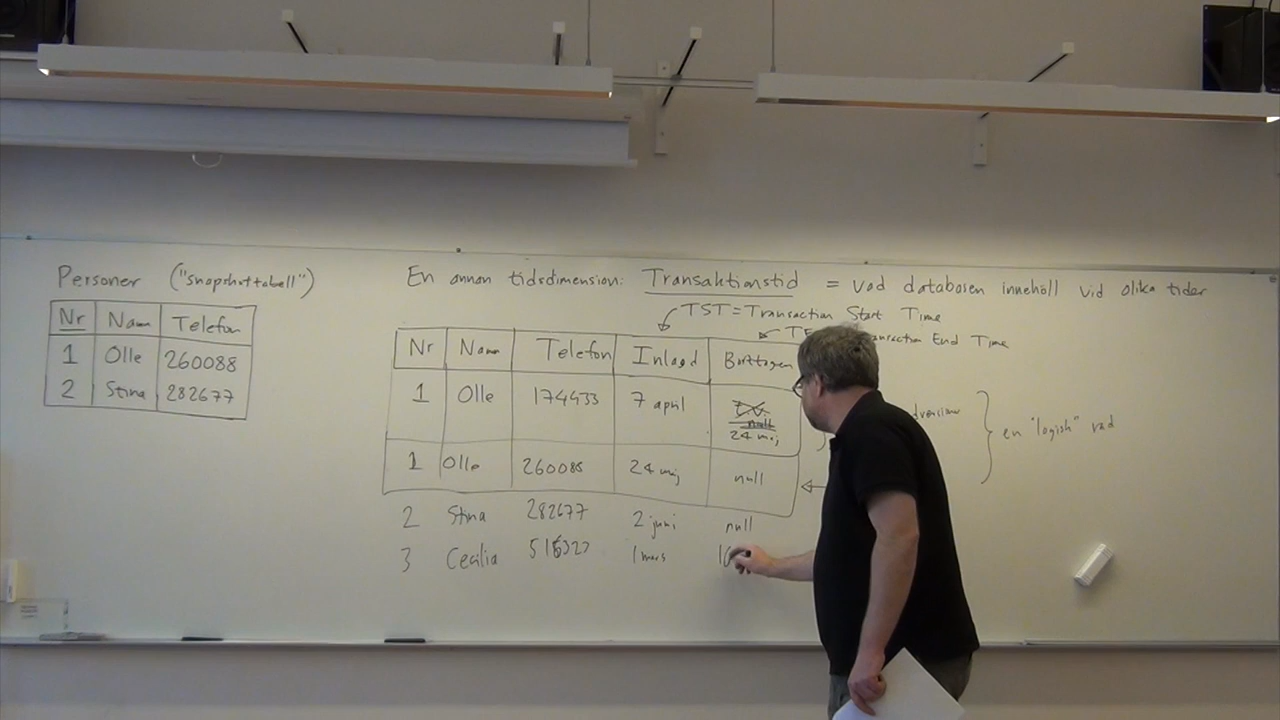 Personer ("snapshottabell")
Nr Namn Telefon
1 Olle 260088
2 Stina 282677
En annan tidsdimension: Transaktionstid = vad databasen innehöll vid olika tider
TST = Transaction Start Time
Transaction End Time
Nr Namn Telefon Inlagd Borttagen
1 Olle 174933 7 april null 24 maj
1 Olle 260088 24 maj null
en "logisk" rad
2 Stina 282677 2 juni null
3 Cecilia 1 mars